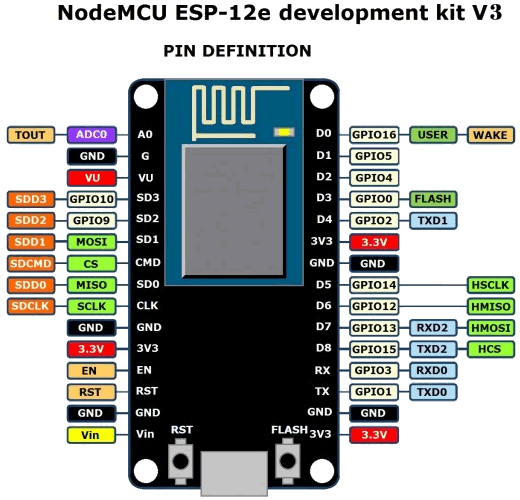 NodeMCU ESP-12e development kit V3
PIN DEFINITION
TOUT ADC0 A0 D0 GPIO16 USER WAKE
GND G D1 GPIO5
VU VU D2 GPIO4
SDD3 GPIO10 SD3 D3 GPIO0 FLASH
SDD2 GPIO9 SD2 D4 GPIO2 TXD1
SDD1 MOSI SD1 3V3 3.3V
SDCMD CS CMD GND GND
SDD0 MISO SD0 D5 GPIO14 HSCLK
SDCLK SCLK CLK D6 GPIO12 HMISO
GND GND D7 GPIO13 RXD2 HMOSI
3.3V 3V3 D8 GPIO15 TXD2 HCS
EN EN RX GPIO3 RXD0
RST RST TX GPIO1 TXD0
GND GND GND GND
Vin Vin RST FLASH 3V3 3.3V